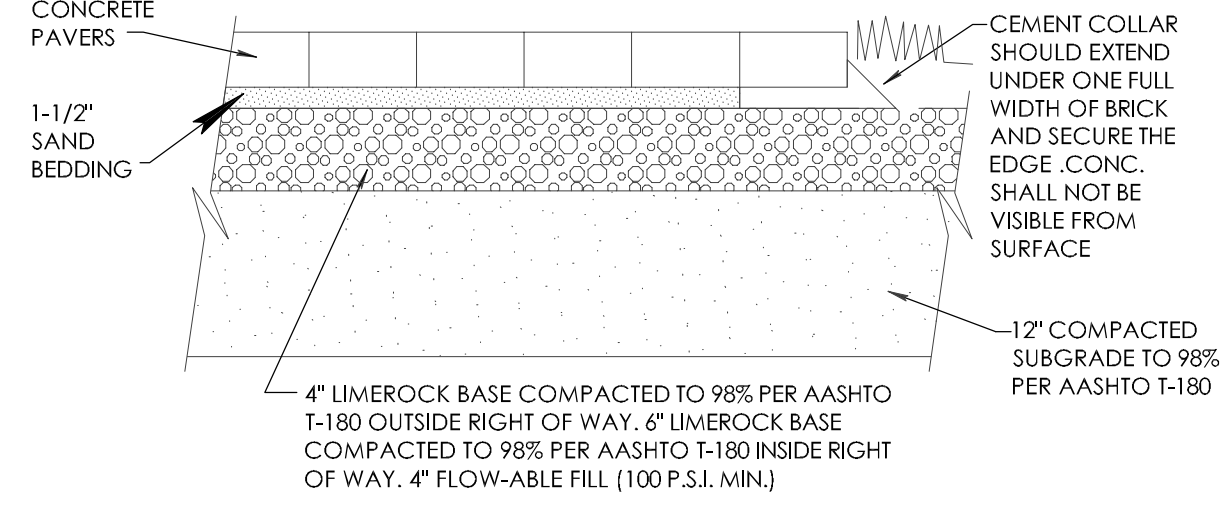 CONCRETE
PAVERS
1-1/2"
SAND
BEDDING
CEMENT COLLAR
SHOULD EXTEND
UNDER ONE FULL
WIDTH OF BRICK
AND SECURE THE
EDGE .CONC.
SHALL NOT BE
VISIBLE FROM
SURFACE
12" COMPACTED
SUBGRADE TO 98%
PER AASHTO T-180
4" LIMEROCK BASE COMPACTED TO 98% PER AASHTO
T-180 OUTSIDE RIGHT OF WAY. 6" LIMEROCK BASE
COMPACTED TO 98% PER AASHTO T-180 INSIDE RIGHT
OF WAY. 4" FLOW-ABLE FILL (100 P.S.I. MIN.)